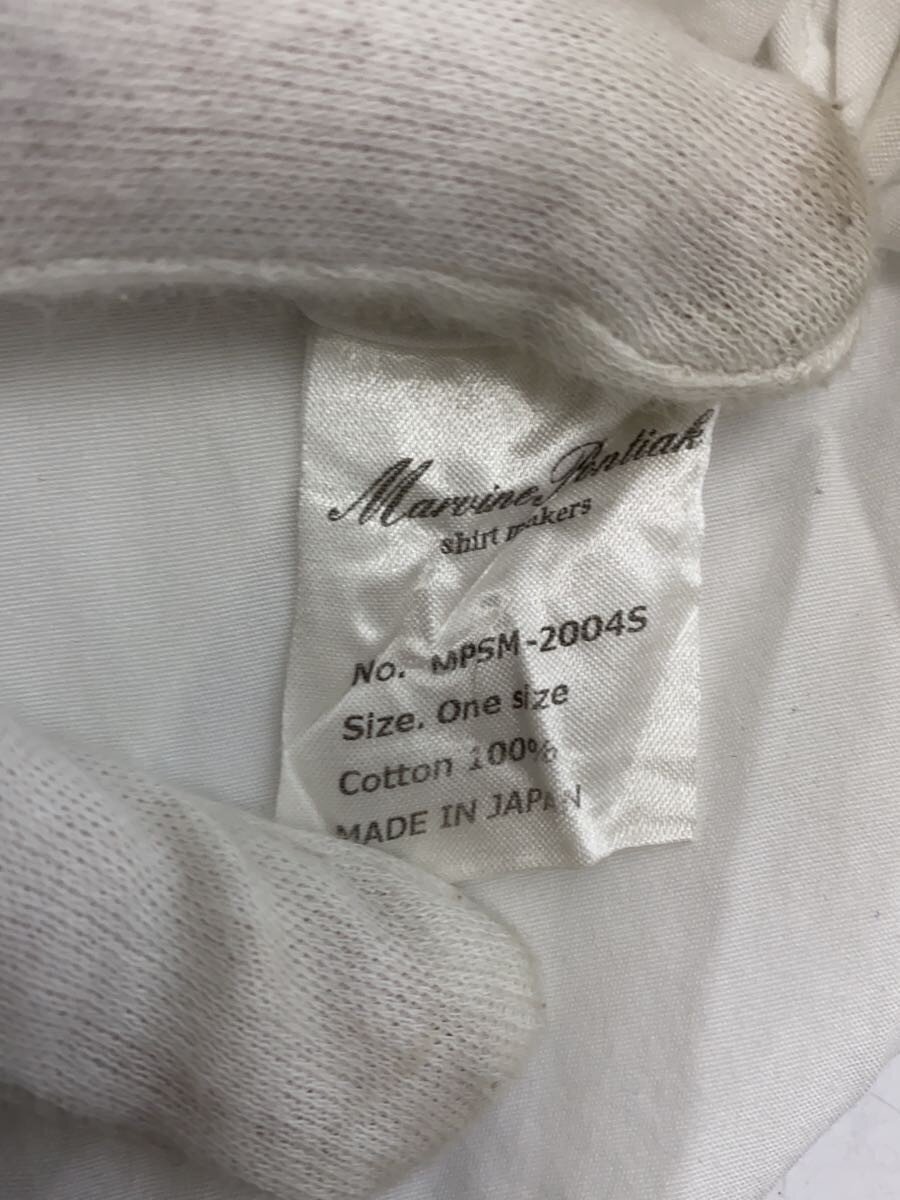 Marvine Pontiak
shirt makers
No. MPSM-2004S
Size. One size
Cotton 100%
MADE IN JAPAN